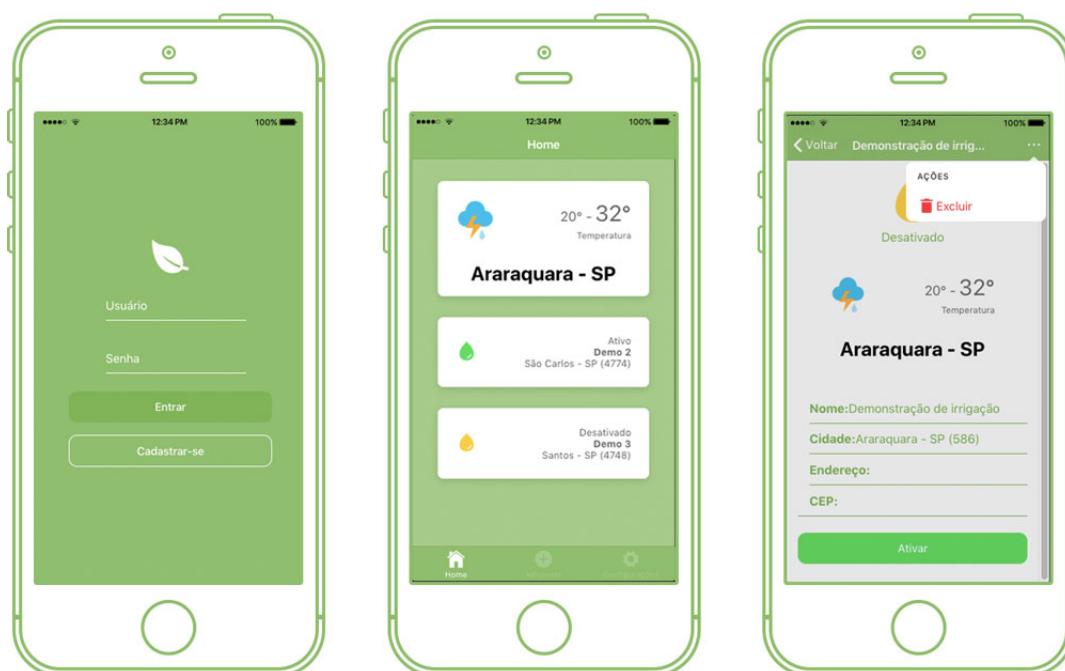 12:34 PM
100%
Usuário
Senha
Entrar
Cadastrar-se
12:34 PM
100%
Home
20° - 32°
Temperatura
Araraquara - SP
Ativo
Demo 2
São Carlos - SP (4774)
Desativado
Demo 3
Santos - SP (4748)
Home
12:34 PM
100%
Voltar
Demonstração de irrig...
AÇÕES
Excluir
Desativado
20° - 32°
Temperatura
Araraquara - SP
Nome:Demonstração de irrigação
Cidade:Araraquara - SP (586)
Endereço:
CEP:
Ativar